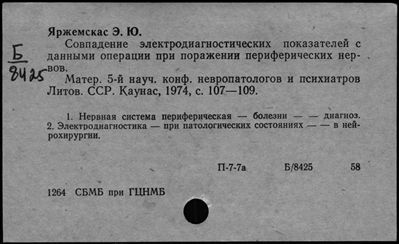 Яржемскас Э. Ю.
Совпадение электродиагностических показателей с
данными операции при поражении периферических нер-
вов.
Б
8425
Матер. 5-й науч. конф. невропатологов и психиатров
Литов. ССР. Каунас, 1974, с. 107—109.
1. Нервная система периферическая — болезни — — диагноз.
2. Электродиагностика — при патологических состояниях — — в ней-
рохирургии.
П-7-7а Б/8425 58
1264 СБМБ при ГЦНМБ